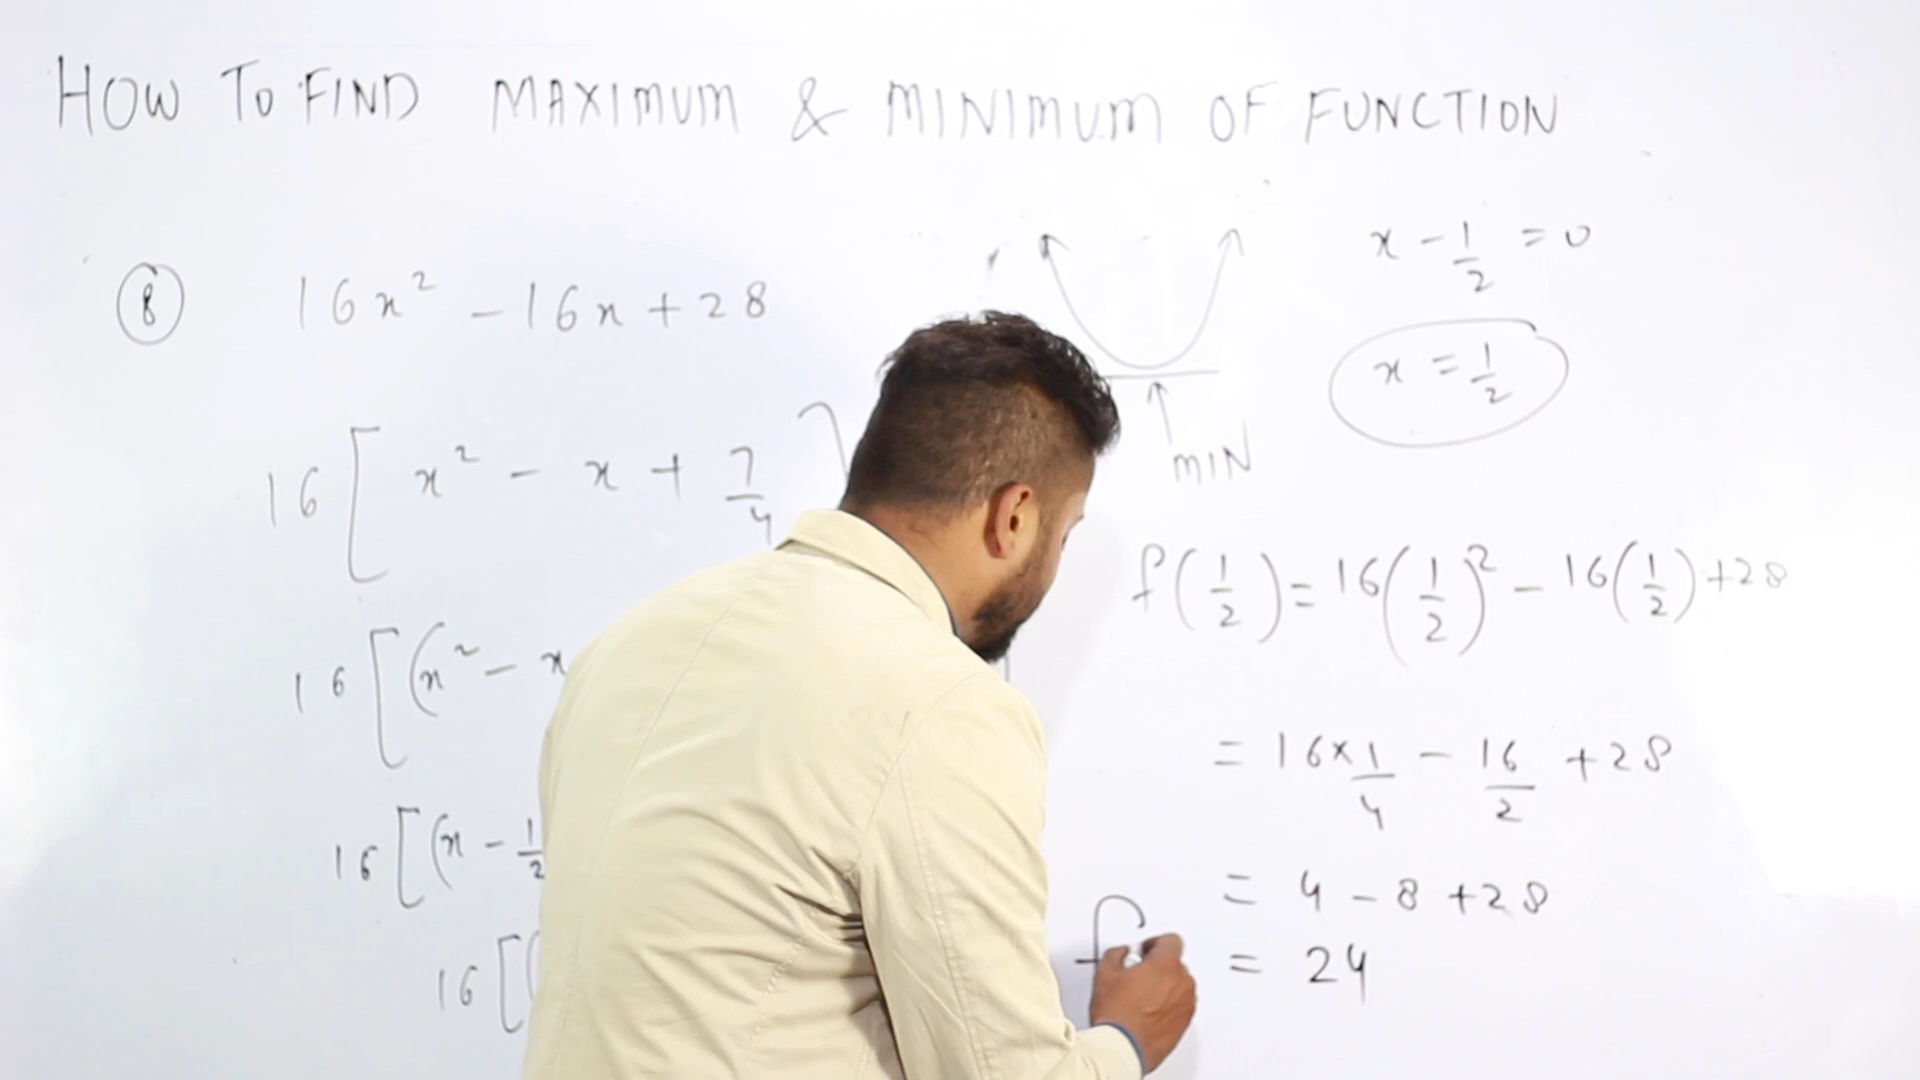 HOW TO FIND MAXIMUM & MINIMUM OF FUNCTION
8 16x² - 16x + 28
16[x² - x + 7/4]
16[(x² - x
16[(x - 1/2
16[(
MIN
x - 1/2 = 0
x = 1/2
f(1/2) = 16(1/2)² - 16(1/2) + 28
= 16 × 1/4 - 16/2 + 28
= 4 - 8 + 28
f = 24